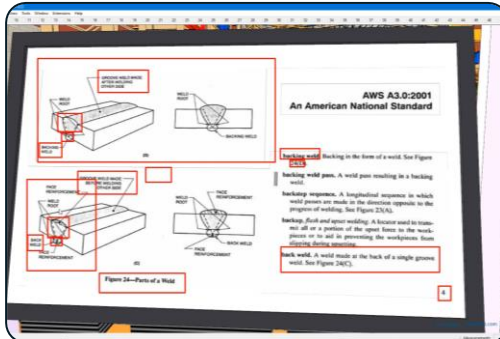 GROOVE WELD MADE
AFTER WELDING
OTHER SIDE
WELD
ROOT
BACKING
WELD
(B)
WELD
ROOT
BACKING WELD
GROOVE WELD MADE
BEFORE WELDING
OTHER SIDE
FACE
REINFORCEMENT
BACK
WELD
FACE
REINFORCEMENT
(C)
FACE
REINFORCEMENT
BACK WELD
FACE
REINFORCEMENT
Figure 24—Parts of a Weld
AWS A3.0:2001
An American National Standard
backing weld. Backing in the form of a weld. See Figure
backing weld pass. A weld pass resulting in a backing
weld.
backstep sequence. A longitudinal sequence in which
weld passes are made in the direction opposite to the
progress of welding. See Figure 23(A).
backup, flash and upset welding. A locator used to trans-
mit all or a portion of the upset force to the work-
pieces or to aid in preventing the workpieces from
slipping during upsetting.
back weld. A weld made at the back of a single groove
weld. See Figure 24(C).
4